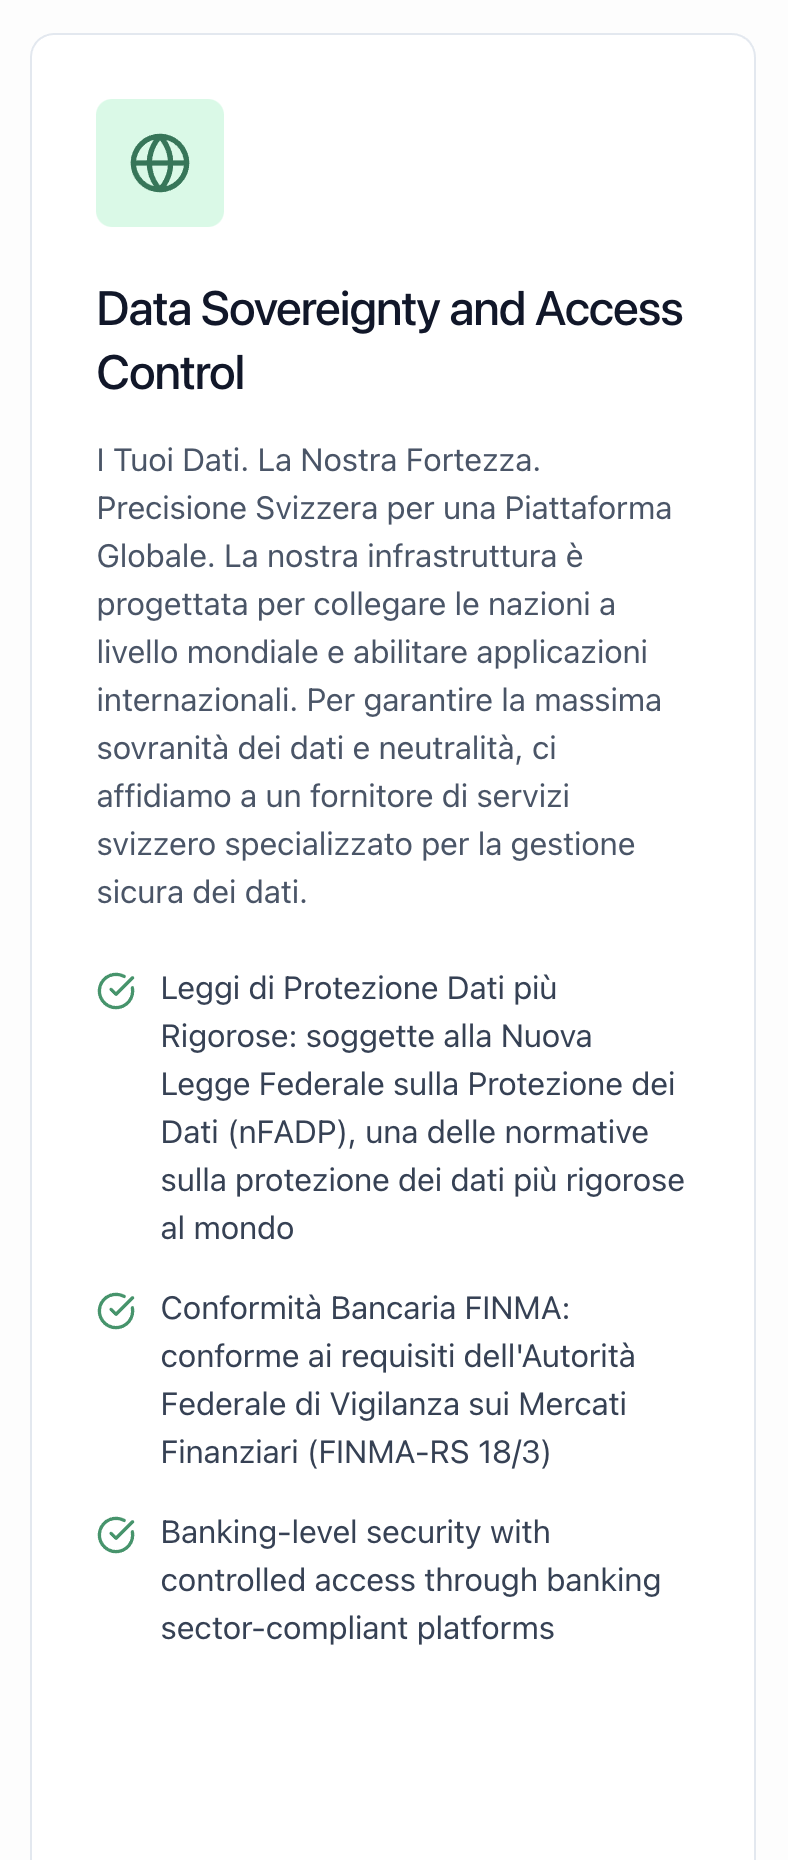 Data Sovereignty and Access
Control
I Tuoi Dati. La Nostra Fortezza.
Precisione Svizzera per una Piattaforma
Globale. La nostra infrastruttura è
progettata per collegare le nazioni a
livello mondiale e abilitare applicazioni
internazionali. Per garantire la massima
sovranità dei dati e neutralità, ci
affidiamo a un fornitore di servizi
svizzero specializzato per la gestione
sicura dei dati.
Leggi di Protezione Dati più
Rigorose: soggette alla Nuova
Legge Federale sulla Protezione dei
Dati (nFADP), una delle normative
sulla protezione dei dati più rigorose
al mondo
Conformità Bancaria FINMA:
conforme ai requisiti dell'Autorità
Federale di Vigilanza sui Mercati
Finanziari (FINMA-RS 18/3)
Banking-level security with
controlled access through banking
sector-compliant platforms